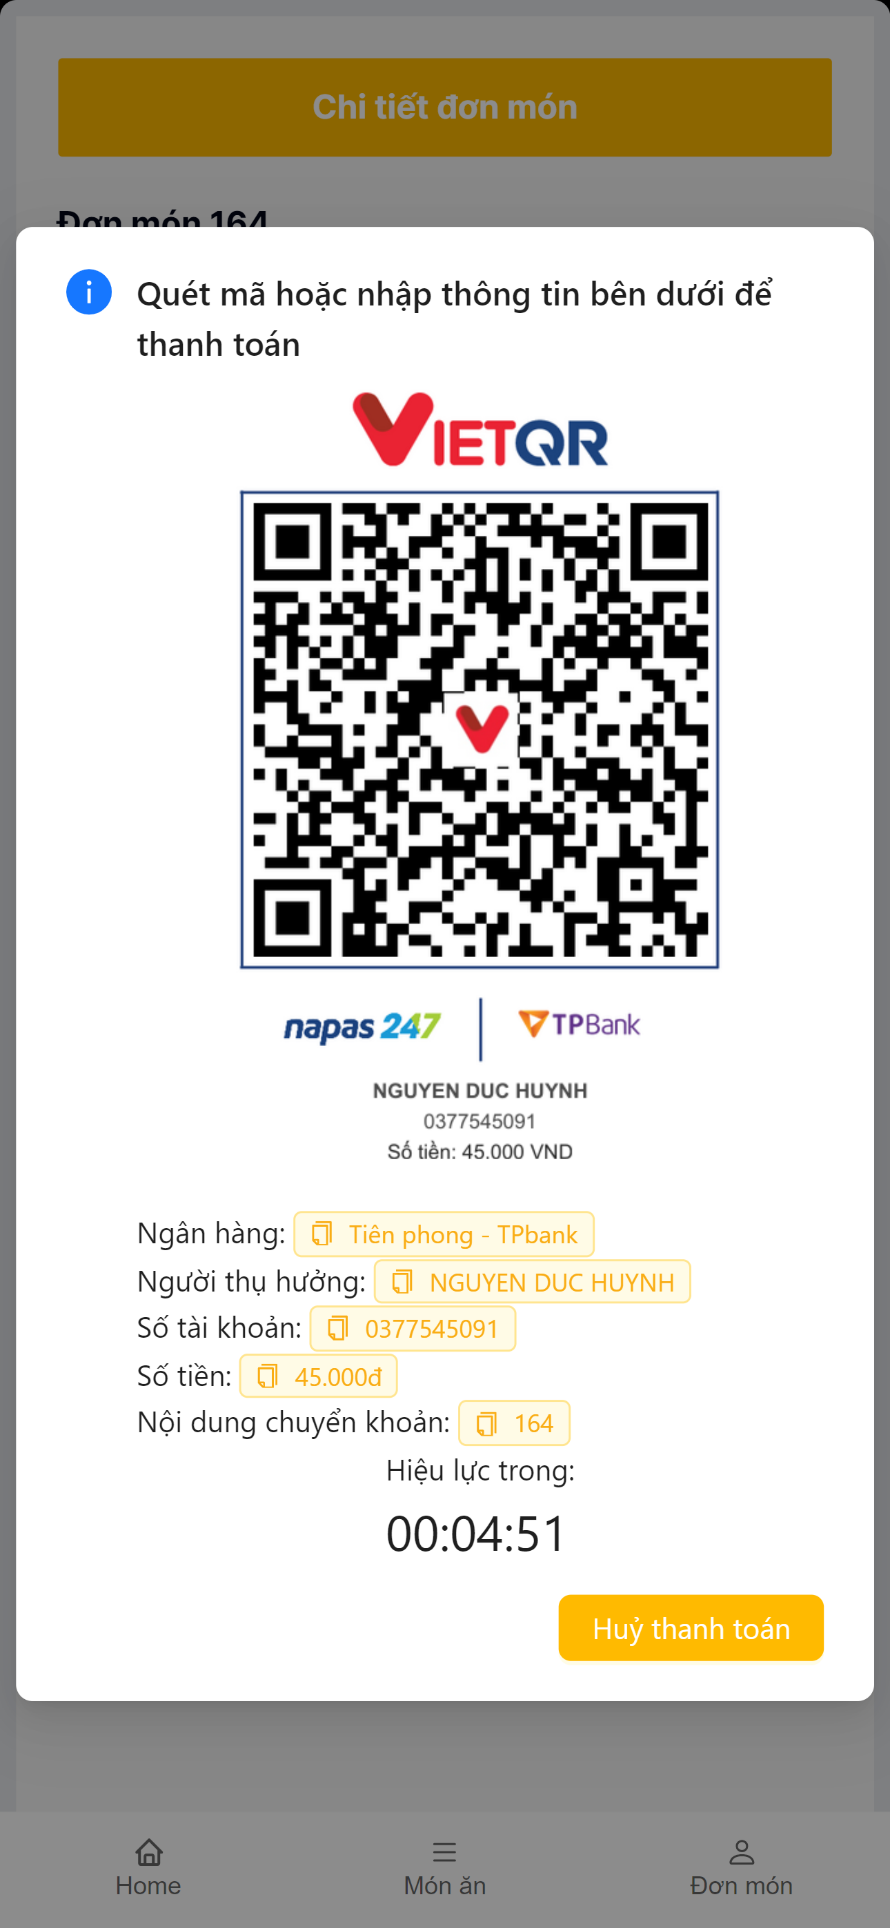 Chi tiết đơn món
Đơn món 164
Quét mã hoặc nhập thông tin bên dưới để
thanh toán
VIETQR
napas 247
TPBank
NGUYEN DUC HUYNH
0377545091
Số tiền: 45.000 VND
Ngân hàng: Tiên phong - TPbank
Người thụ hưởng: NGUYEN DUC HUYNH
Số tài khoản: 0377545091
Số tiền: 45.000đ
Nội dung chuyển khoản: 164
Hiệu lực trong:
00:04:51
Huỷ thanh toán
Home
Món ăn
Đơn món